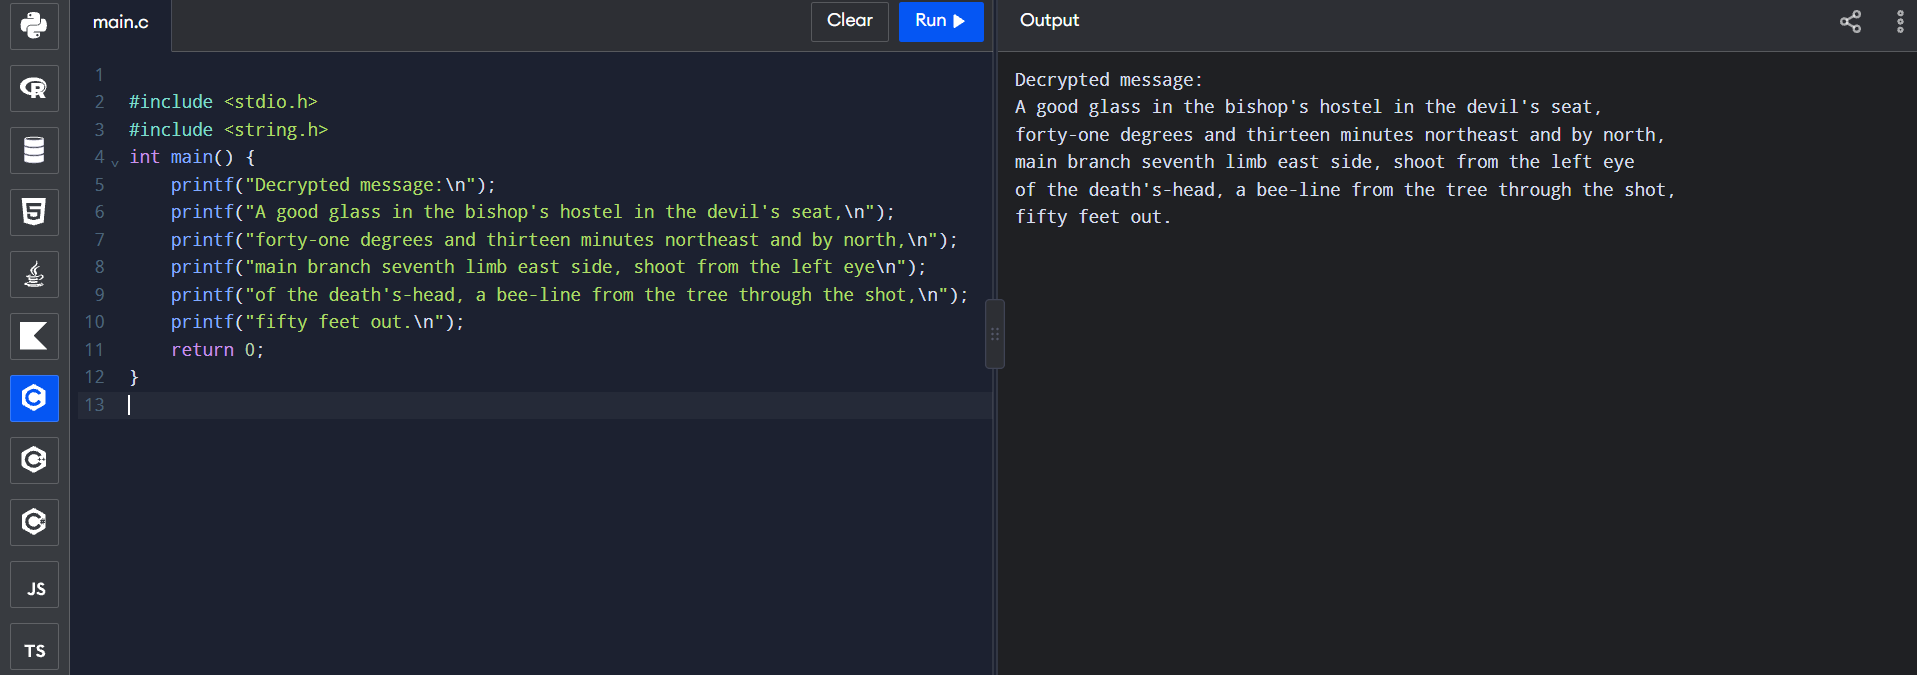 main.c
Clear
Run
1
2 #include <stdio.h>
3 #include <string.h>
4 int main() {
5 printf("Decrypted message:\n");
6 printf("A good glass in the bishop's hostel in the devil's seat,\n");
7 printf("forty-one degrees and thirteen minutes northeast and by north,\n");
8 printf("main branch seventh limb east side, shoot from the left eye\n");
9 printf("of the death's-head, a bee-line from the tree through the shot,\n");
10 printf("fifty feet out.\n");
11 return 0;
12 }
13
Output
Decrypted message:
A good glass in the bishop's hostel in the devil's seat,
forty-one degrees and thirteen minutes northeast and by north,
main branch seventh limb east side, shoot from the left eye
of the death's-head, a bee-line from the tree through the shot,
fifty feet out.
R
5
C
C
C
JS
TS